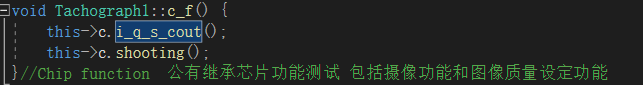 void Tachograph1::c_f() {
this->c.i_q_s_cout();
this->c.shooting();
}//Chip function 公有继承芯片功能测试 包括摄像功能和图像质量设定功能